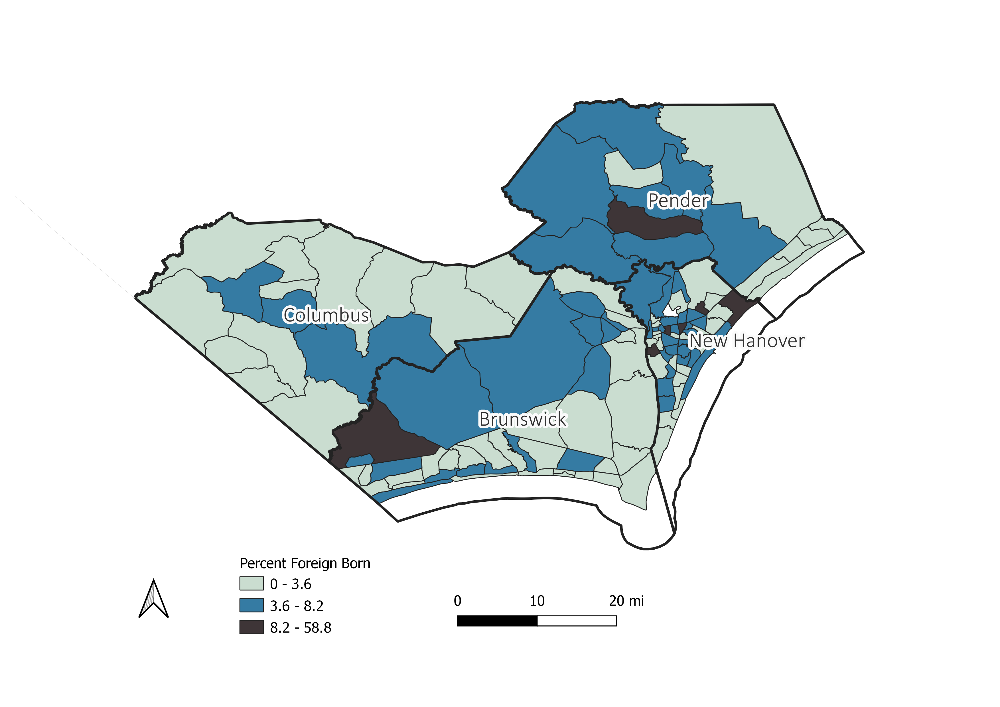 Pender
Columbus
New Hanover
Brunswick
Percent Foreign Born
0 - 3.6
3.6 - 8.2
8.2 - 58.8
0 10 20 mi